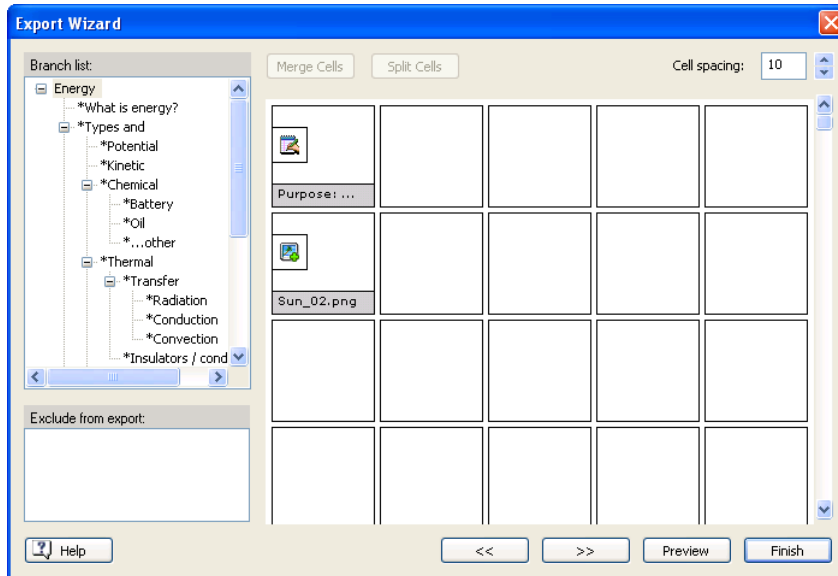 Export Wizard
Branch list:
Energy
*What is energy?
*Types and
*Potential
*Kinetic
*Chemical
*Battery
*Oil
*...other
*Thermal
*Transfer
*Radiation
*Conduction
*Convection
*Insulators / cond
Exclude from export:
Merge Cells Split Cells Cell spacing: 10
Purpose: ...
Sun_02.png
Help << >> Preview Finish